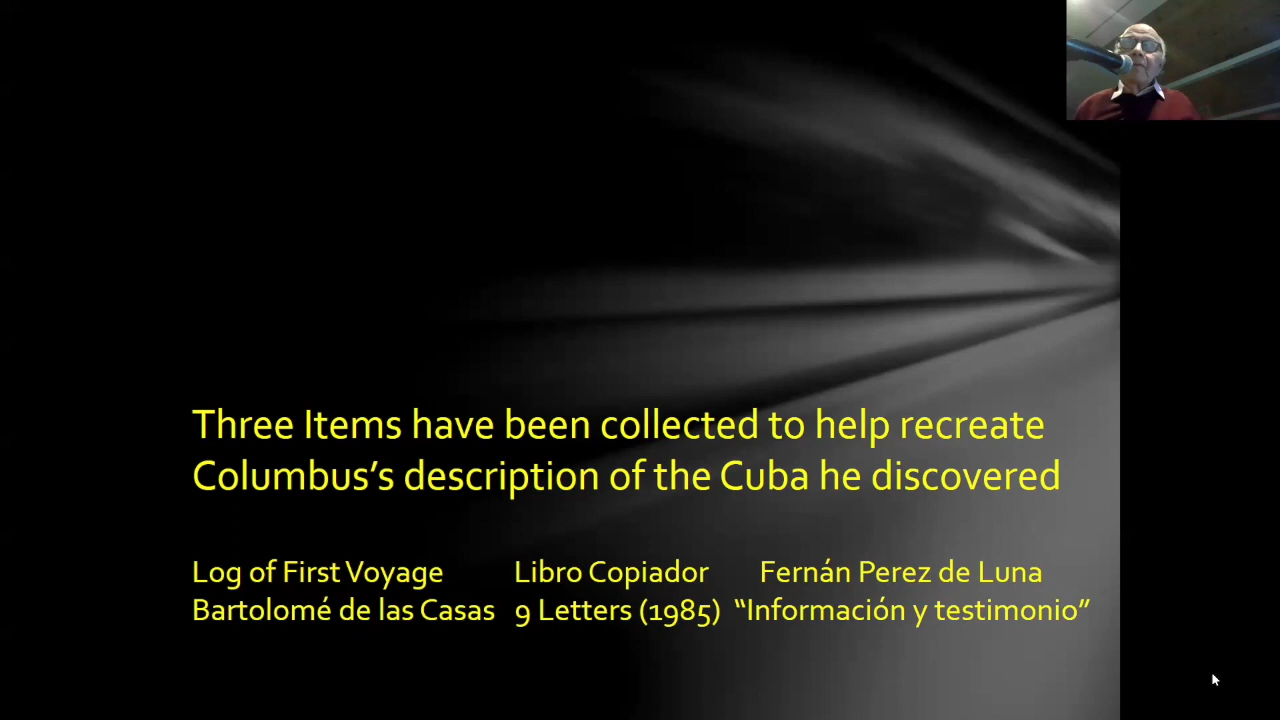 Three Items have been collected to help recreate
Columbus’s description of the Cuba he discovered
Log of First Voyage Libro Copiador Fernán Perez de Luna
Bartolomé de las Casas 9 Letters (1985) “Información y testimonio”